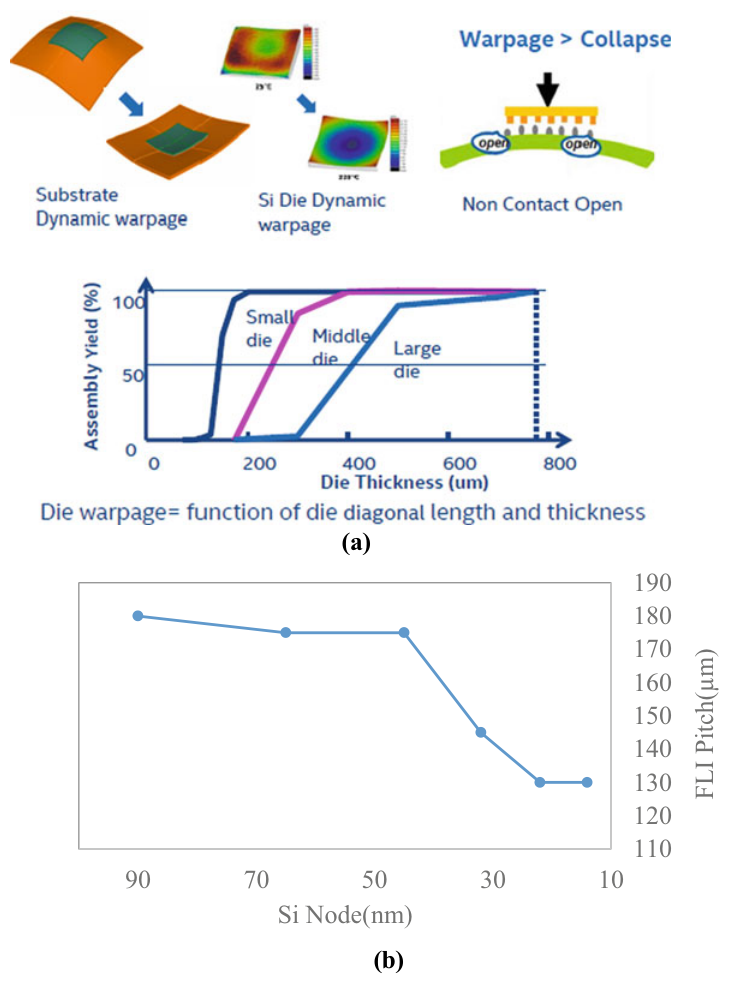 Warpage > Collapse
25°C
open
open
220°C
Substrate
Dynamic warpage
Si Die Dynamic
warpage
Non Contact Open
Assembly Yield (%)
100
50
0
Small
die
Middle
die
Large
die
0 200 400 600 800
Die Thickness (um)
Die warpage= function of die diagonal length and thickness
(a)
190
180
170
160
150
140
130
120
110
FLI Pitch(µm)
90 70 50 30 10
Si Node(nm)
(b)